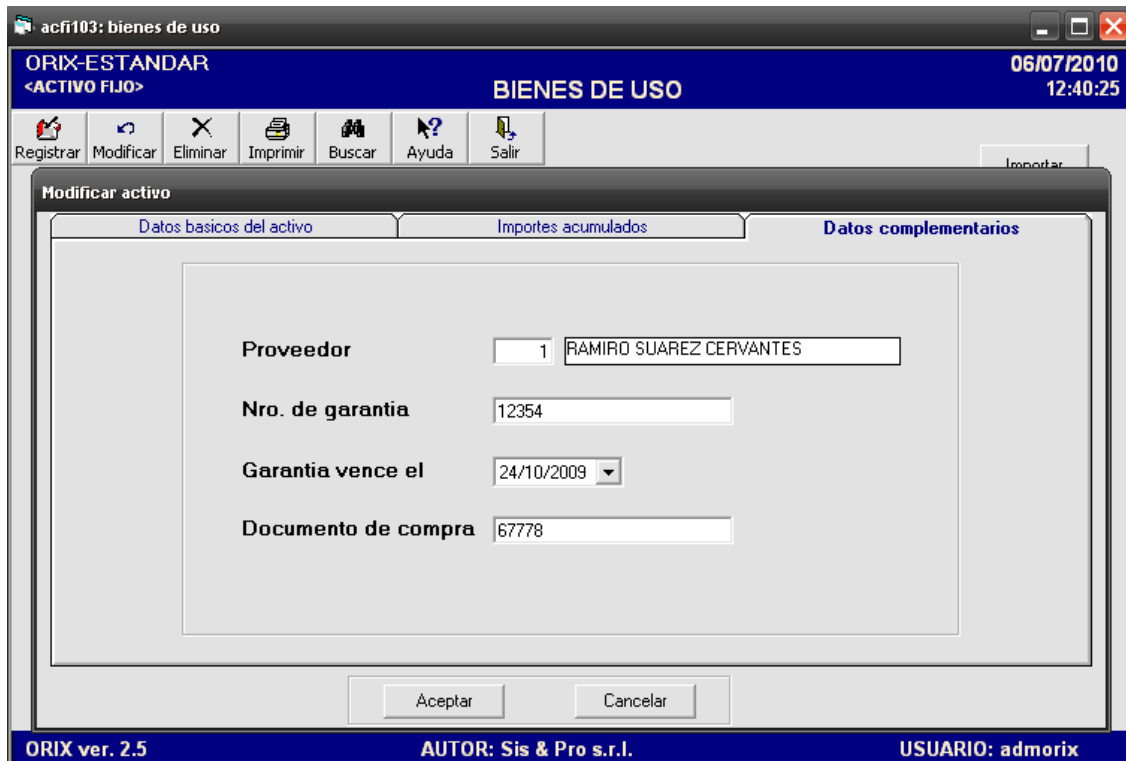 acfi103: bienes de uso
ORIX-ESTANDAR
06/07/2010
<ACTIVO FIJO>
BIENES DE USO
12:40:25
Registrar Modificar Eliminar Imprimir Buscar Ayuda Salir
Importar
Modificar activo
Datos basicos del activo Importes acumulados Datos complementarios
Proveedor 1 RAMIRO SUAREZ CERVANTES
Nro. de garantia 12354
Garantia vence el 24/10/2009
Documento de compra 67778
Aceptar Cancelar
ORIX ver. 2.5 AUTOR: Sis & Pro s.r.l. USUARIO: admorix